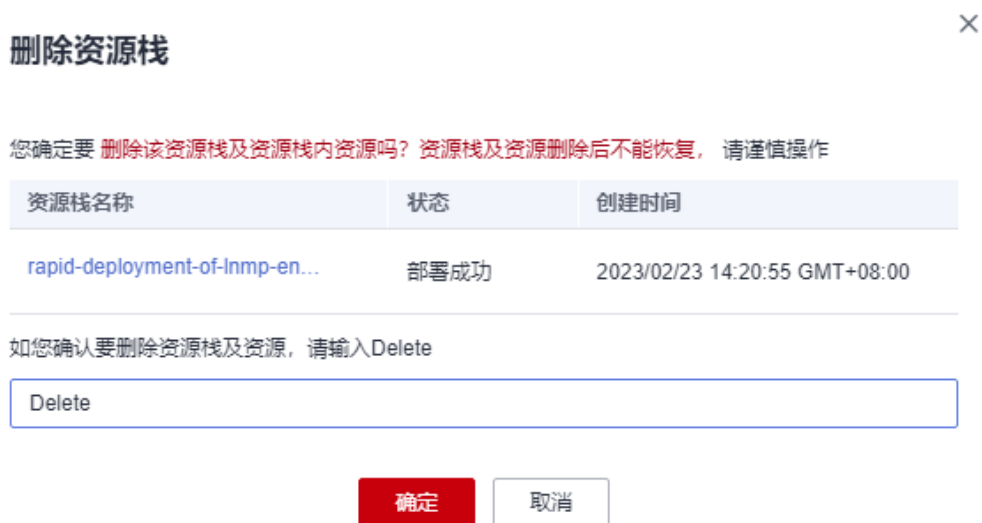 删除资源栈
您确定要 删除该资源栈及资源栈内资源吗？资源栈及资源删除后不能恢复， 请谨慎操作
资源栈名称 状态 创建时间
rapid-deployment-of-lnmp-en... 部署成功 2023/02/23 14:20:55 GMT+08:00
如您确认要删除资源栈及资源，请输入Delete
Delete
确定 取消